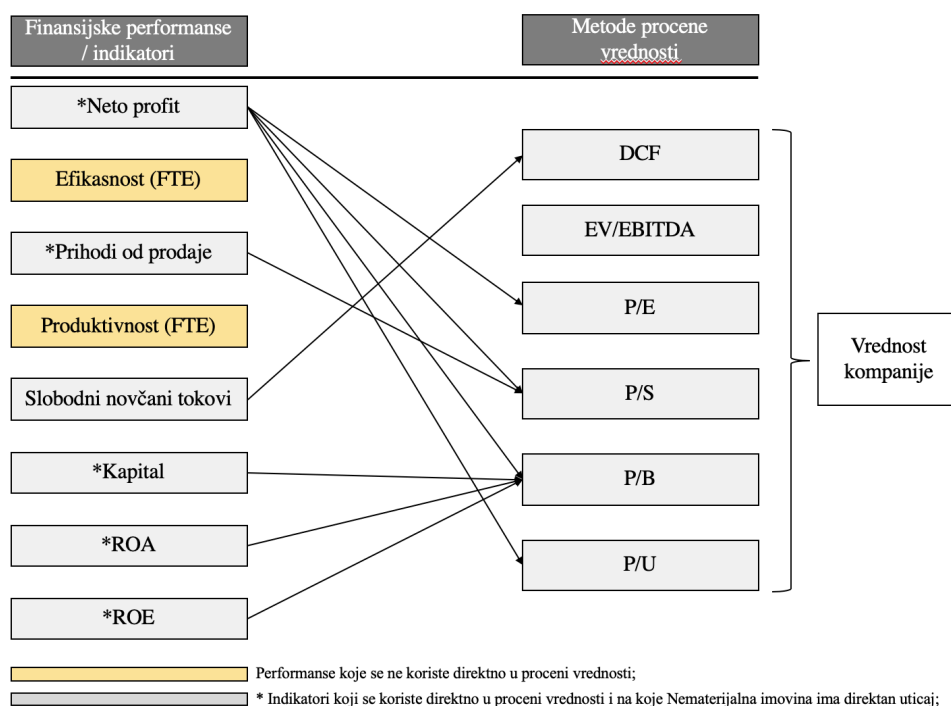 Finansijske performanse
/ indikatori
Metode procene
vrednosti
*Neto profit
Efikasnost (FTE)
*Prihodi od prodaje
Produktivnost (FTE)
Slobodni novčani tokovi
*Kapital
*ROA
*ROE
DCF
EV/EBITDA
P/E
P/S
P/B
P/U
Vrednost
kompanije
Performanse koje se ne koriste direktno u proceni vrednosti;
* Indikatori koji se koriste direktno u proceni vrednosti i na koje Nematerijalna imovina ima direktan uticaj;